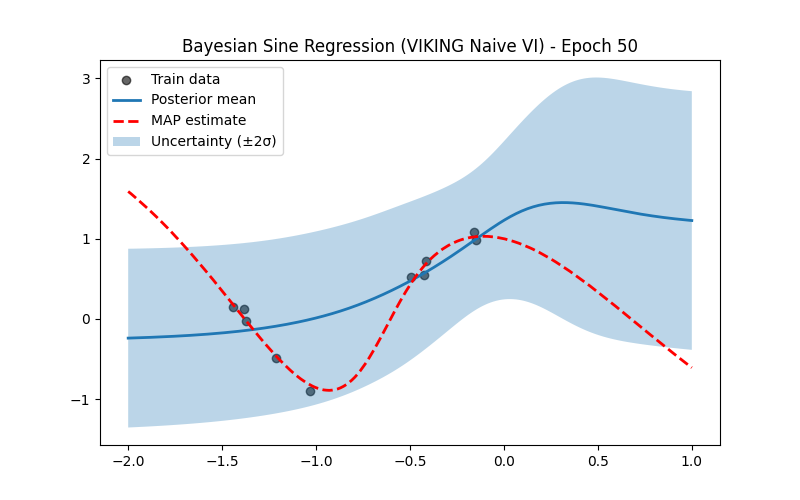 Bayesian Sine Regression (VIKING Naive VI) - Epoch 50
Train data
Posterior mean
MAP estimate
Uncertainty (±2σ)
3
2
1
0
−1
−2.0 −1.5 −1.0 −0.5 0.0 0.5 1.0